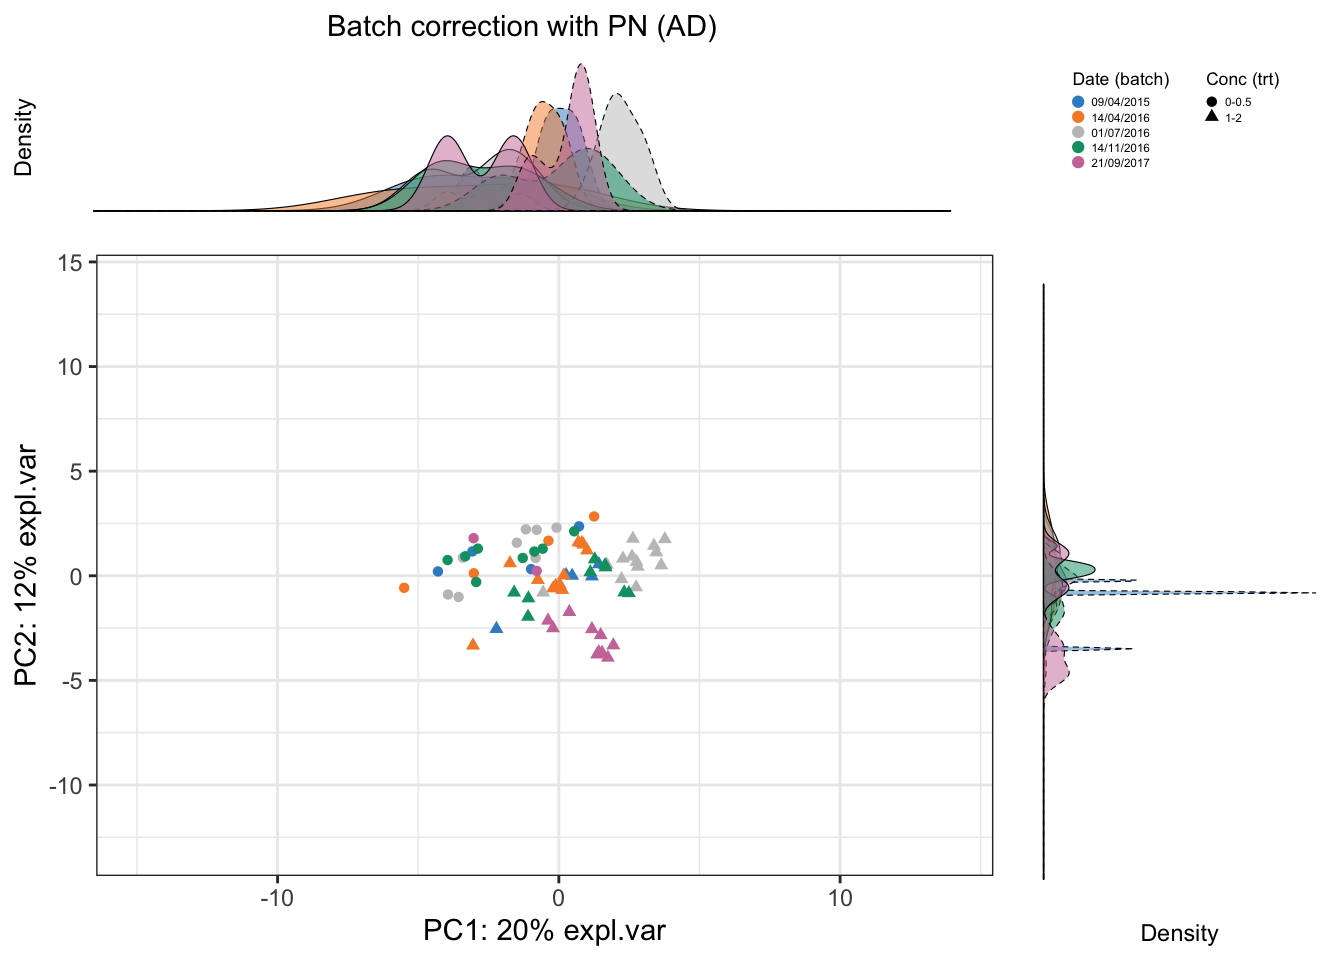 Batch correction with PN (AD)
Density
Date (batch)
09/04/2015
14/04/2016
01/07/2016
14/11/2016
21/09/2017
Conc (trt)
0-0.5
1-2
15
10
5
0
-5
-10
PC2: 12% expl.var
-10
0
10
PC1: 20% expl.var
Density